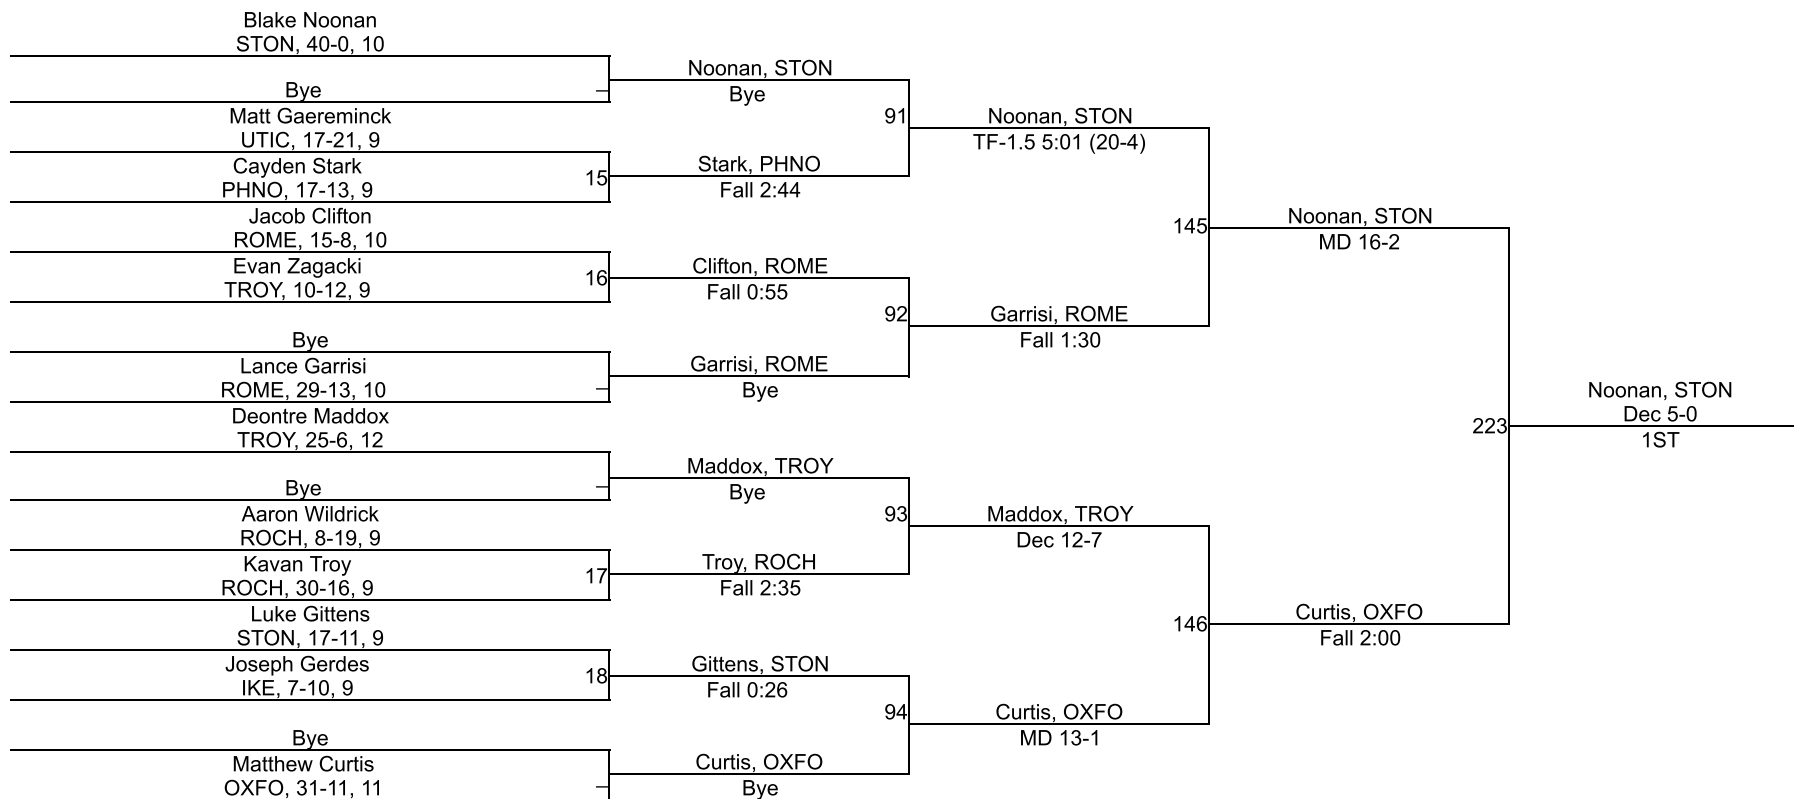 Blake Noonan
STON, 40-0, 10
Bye
Matt Gaereminck
UTIC, 17-21, 9
Cayden Stark
PHNO, 17-13, 9
Jacob Clifton
ROME, 15-8, 10
Evan Zagacki
TROY, 10-12, 9
Bye
Lance Garrisi
ROME, 29-13, 10
Deontre Maddox
TROY, 25-6, 12
Bye
Aaron Wildrick
ROCH, 8-19, 9
Kavan Troy
ROCH, 30-16, 9
Luke Gittens
STON, 17-11, 9
Joseph Gerdes
IKE, 7-10, 9
Bye
Matthew Curtis
OXFO, 31-11, 11
15
16
17
18
Noonan, STON
Bye
Stark, PHNO
Fall 2:44
Clifton, ROME
Fall 0:55
Garrisi, ROME
Bye
Maddox, TROY
Bye
Troy, ROCH
Fall 2:35
Gittens, STON
Fall 0:26
Curtis, OXFO
Bye
91
92
93
94
Noonan, STON
TF-1.5 5:01 (20-4)
Garrisi, ROME
Fall 1:30
Maddox, TROY
Dec 12-7
Curtis, OXFO
MD 13-1
145
146
Noonan, STON
MD 16-2
Curtis, OXFO
Fall 2:00
223
Noonan, STON
Dec 5-0
1ST